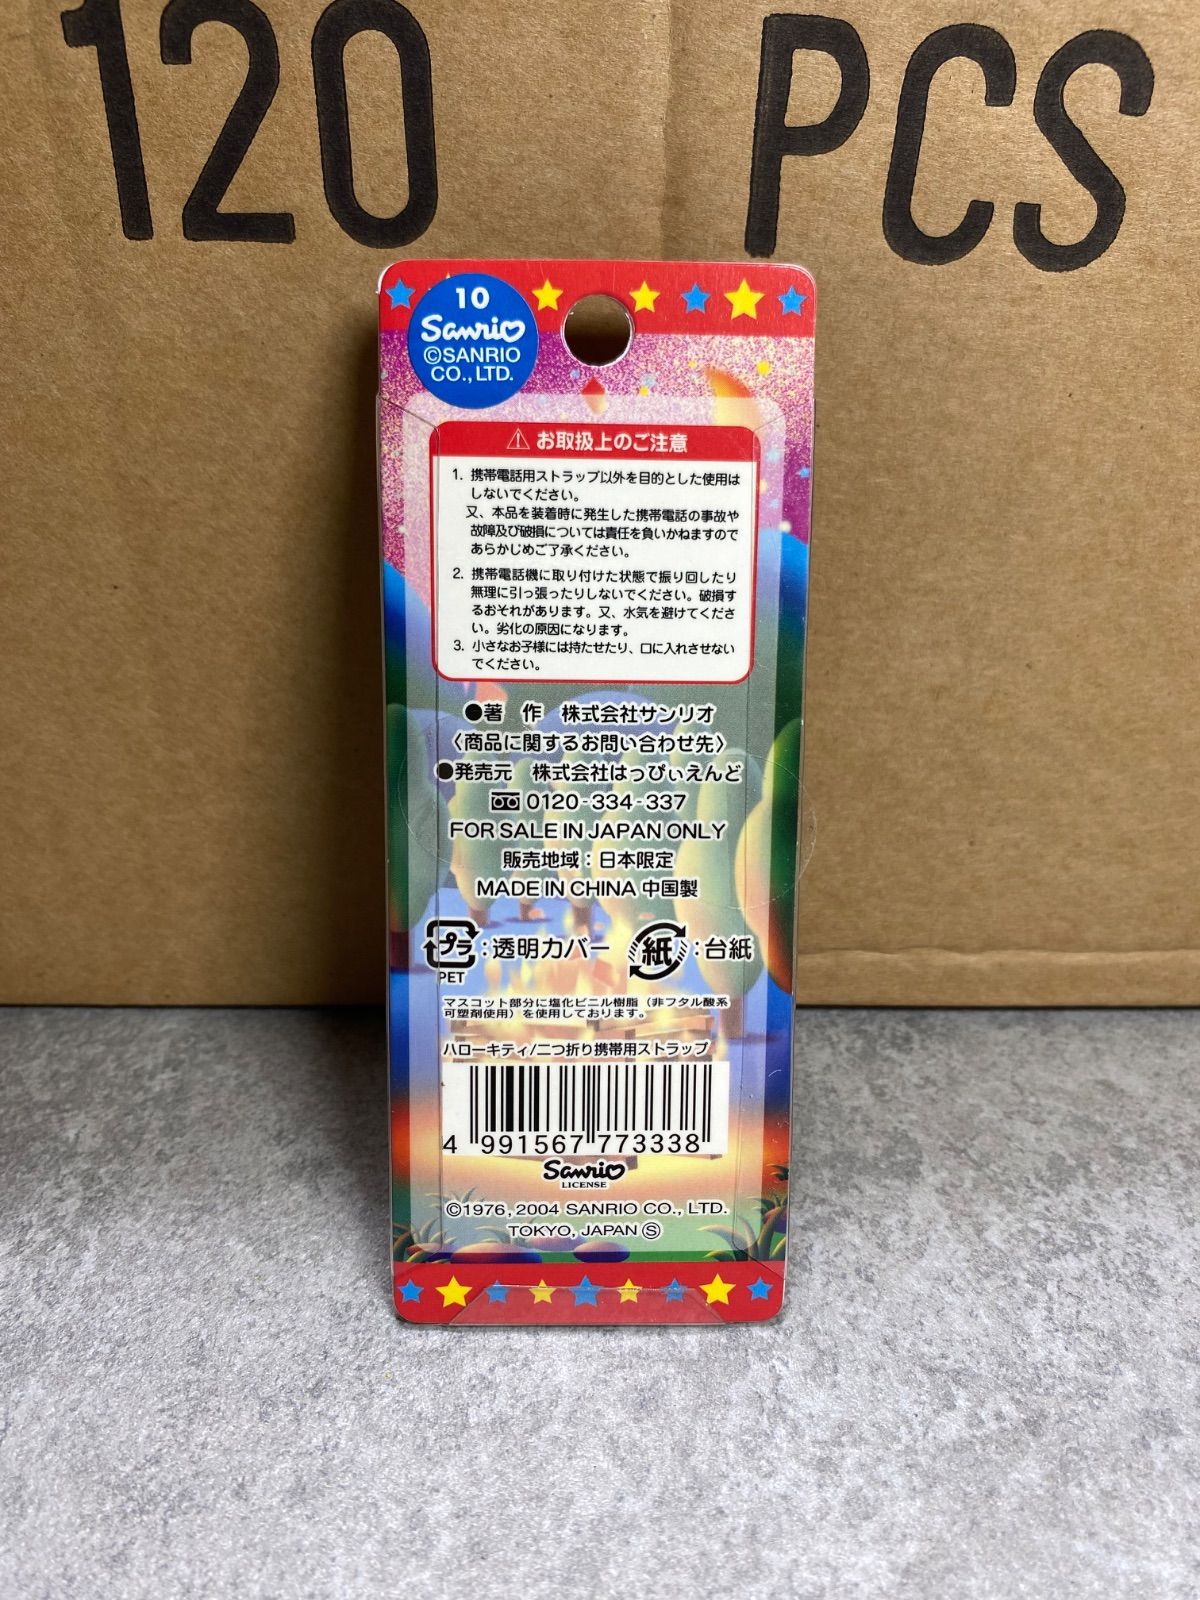 120 PCS
10
Sanrio
©SANRIO
CO., LTD.
⚠ お取扱上のご注意
1. 携帯電話用ストラップ以外を目的とした使用は
しないでください。
又、本品を装着時に発生した携帯電話の事故や
故障及び破損については責任を負いかねますので
あらかじめご了承ください。
2. 携帯電話機に取り付けた状態で振り回したり
無理に引っ張ったりしないでください。破損す
るおそれがあります。又、水気を避けてくださ
い。劣化の原因になります。
3. 小さなお子様には持たせたり、口に入れさせない
でください。
●著 作 株式会社サンリオ
〈商品に関するお問い合わせ先〉
●発売元 株式会社はっぴぃえんど
0120-334-337
FOR SALE IN JAPAN ONLY
販売地域：日本限定
MADE IN CHINA 中国製
プラ：透明カバー 紙：台紙
PET
マスコット部分に塩化ビニル樹脂（非フタル酸系
可塑剤使用）を使用しております。
ハローキティ/二つ折り携帯用ストラップ
4 991567 773338
Sanrio
LICENSE
©1976, 2004 SANRIO CO., LTD.
TOKYO, JAPAN Ⓢ